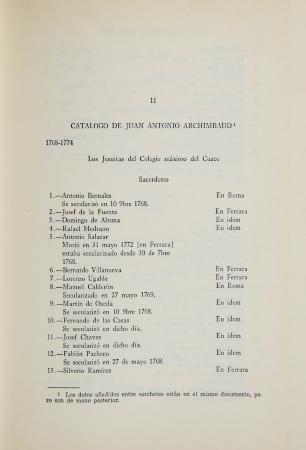 11
CATALOGO DE JUAN ANTONIO ARCHIMBAUD ¹
1768-1774
Los Jesuitas del Colegio máximo del Cuzco
Sacerdotes
1.—Antonio Bernales En Roma
Se secularizó en 10 9bre 1768.
2.—Josef de la Fuente En Ferrara
3.—Domingo de Altuna En idem
4.—Rafael Medrano En idem
5.—Antonio Salazar
Murió en 31 mayo 1772 [en Ferrara]
estaba secularizado desde 30 de 7bre
1768.
6.—Bernardo Villanueva En Ferrara
7.—Lorenzo Ugalde En Ferrara
8.—Manuel Calderón En Roma
Secularizado en 27 mayo 1769.
9.—Martín de Ozeda En idem
Se secularizó en 10 9bre 1768.
10.—Fernando de las Casas En idem
Se secularizó en dicho día.
11.—Josef Chaves En idem
Se secularizó en dicho día.
12.—Fabián Pacheco En idem
Se secularizó en 27 de mayo 1768.
13.—Silverio Ramírez En Ferrara
¹ Los datos añadidos entre corchetes están en el mismo documento, pe-
ro son de mano posterior.